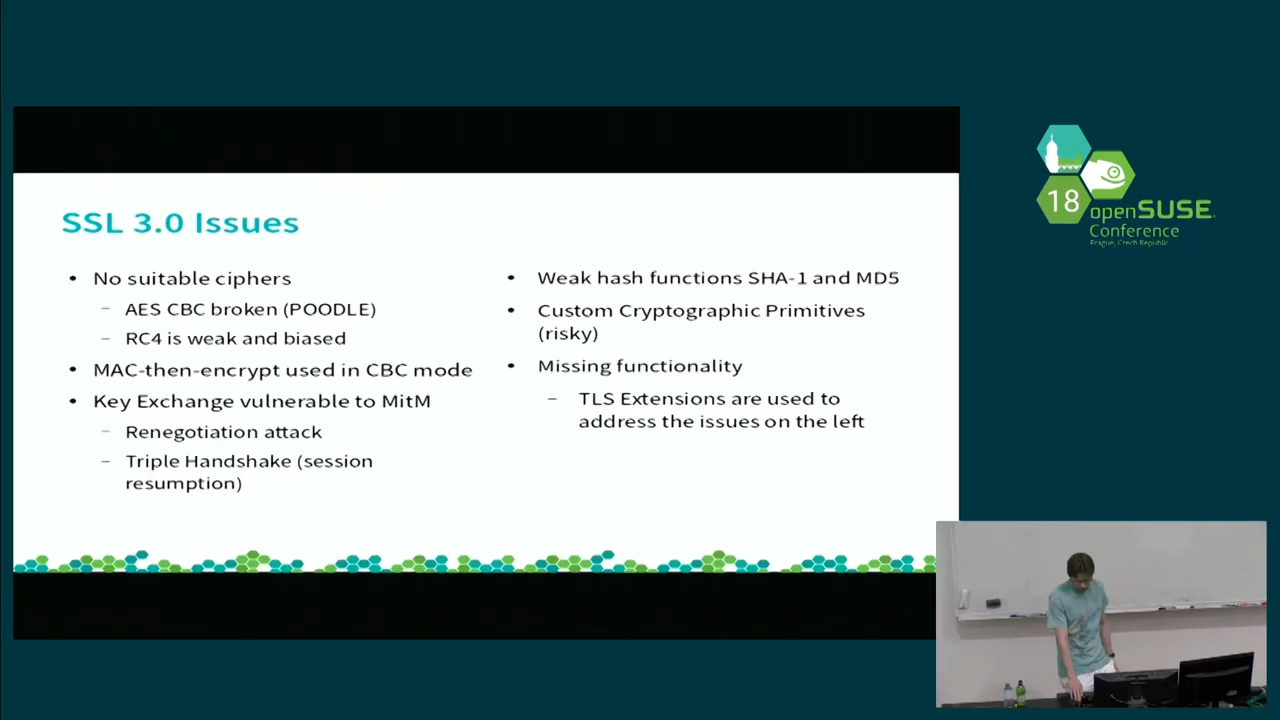 SSL 3.0 Issues
• No suitable ciphers
– AES CBC broken (POODLE)
– RC4 is weak and biased
• MAC-then-encrypt used in CBC mode
• Key Exchange vulnerable to MitM
– Renegotiation attack
– Triple Handshake (session
resumption)
• Weak hash functions SHA-1 and MD5
• Custom Cryptographic Primitives
(risky)
• Missing functionality
– TLS Extensions are used to
address the issues on the left
18
openSUSE
Conference
Prague, Czech Republic